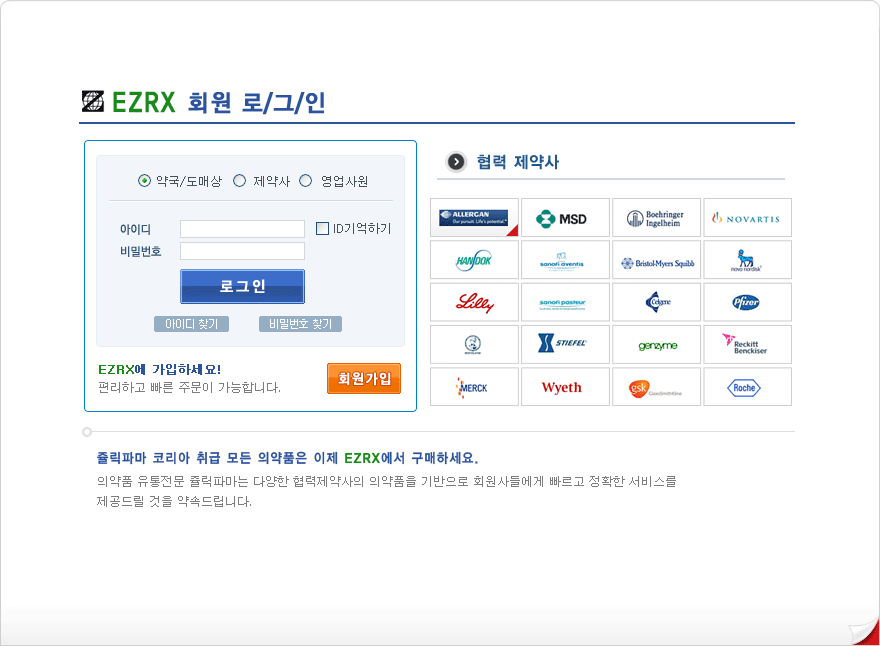 EZRX 회원 로/그/인
약국/도매상 제약사 영업사원
아이디
ID기억하기
비밀번호
로그인
아이디 찾기 비밀번호 찾기
EZRX에 가입하세요!
편리하고 빠른 주문이 가능합니다.
회원가입
협력 제약사
ALLERGAN
Our pursuit. Life's potential.
MSD
Boehringer
Ingelheim
NOVARTIS
HANDOK
sanofi aventis
Bristol-Myers Squibb
novo nordisk
Lilly
sanofi pasteur
Celgene
Pfizer
STIEFEL
genzyme
Reckitt
Benckiser
MERCK
Wyeth
gsk GlaxoSmithKline
Roche
쥴릭파마 코리아 취급 모든 의약품은 이제 EZRX에서 구매하세요.
의약품 유통전문 쥴릭파마는 다양한 협력제약사의 의약품을 기반으로 회원사들에게 빠르고 정확한 서비스를
제공드릴 것을 약속드립니다.